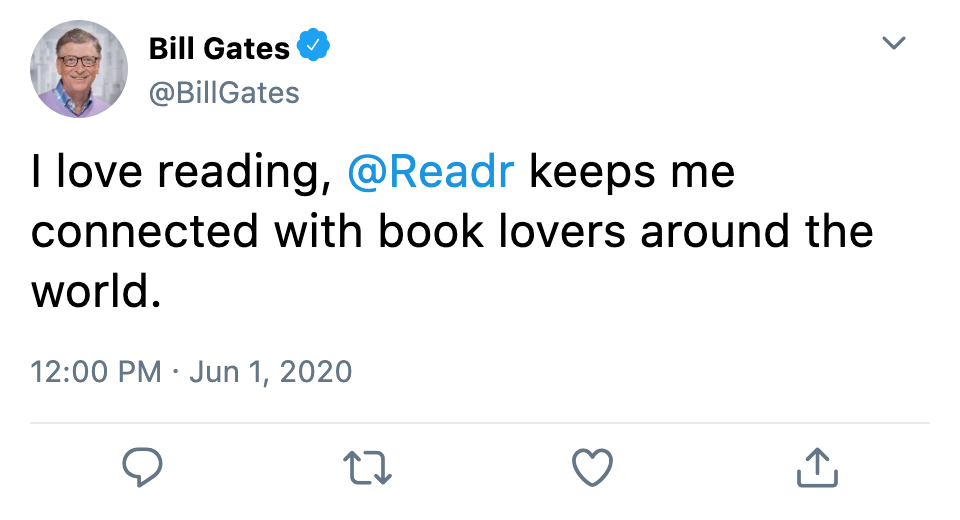 Bill Gates
@BillGates
I love reading, @Readr keeps me
connected with book lovers around the
world.
12:00 PM · Jun 1, 2020